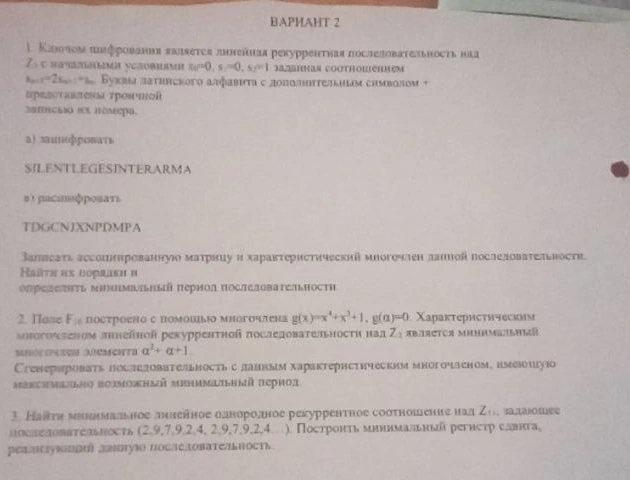 ВАРИАНТ 2
1. Ключом шифрования является линейная рекуррентная последовательность над
Z₃ с начальными условиями s₀=0, s₁=0, s₂=1 заданная соотношением
Буквы латинского алфавита с дополнительным символом +
представлены троичной
записью их номера.
а) зашифровать
SILENTLEGESINTERARMA
в) расшифровать
TDGCNJXNPDMPA
Записать ассоциированную матрицу и характеристический многочлен данной последовательности.
Найти их порядки и
определить минимальный период последовательности
2. Поле F₁₆ построено с помощью многочлена g(x)=x⁴+x³+1, g(α)=0. Характеристическим
многочленом линейной рекуррентной последовательности над Z₂ является минимальный
многочлен элемента α²+ α+1.
Сгенерировать последовательность с данным характеристическим многочленом, имеющую
максимально возможный минимальный период
3. Найти минимальное линейное однородное рекуррентное соотношение над Z₁₁, задающее
последовательность (2,9,7,9,2,4, 2,9,7,9,2,4…). Построить минимальный регистр сдвига,
реализующий данную последовательность.